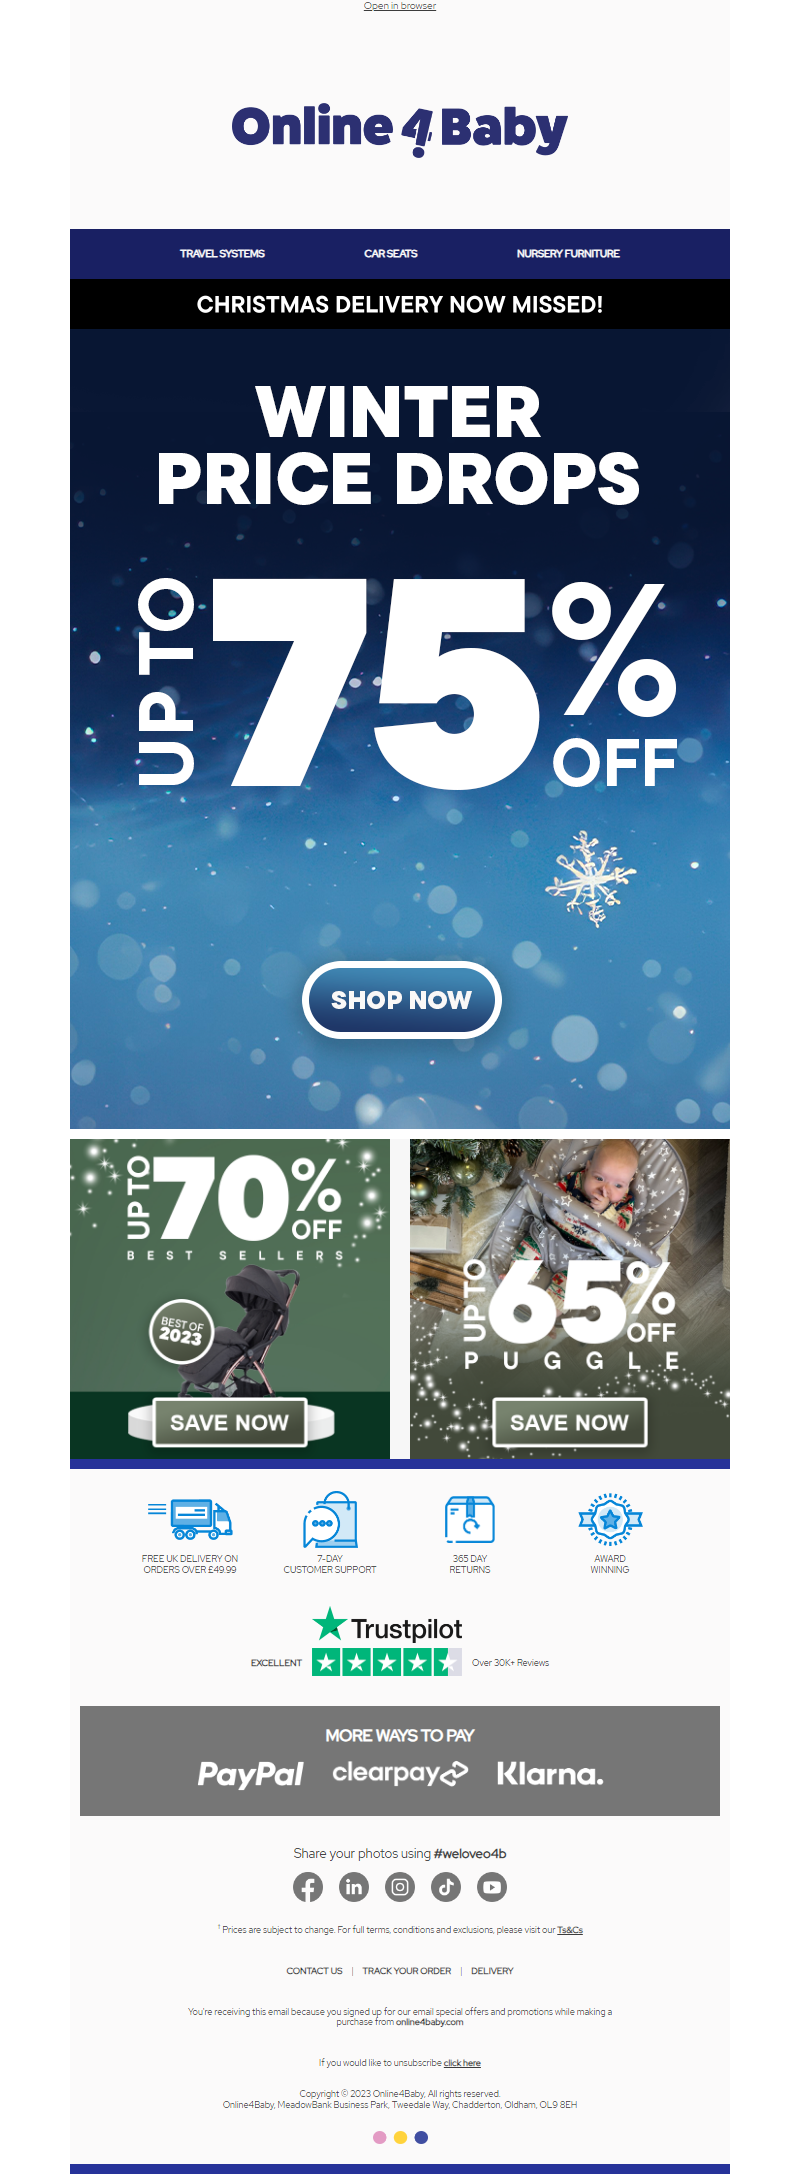 Open in browser
Online 4 Baby
TRAVEL SYSTEMS
CAR SEATS
NURSERY FURNITURE
CHRISTMAS DELIVERY NOW MISSED!
WINTER
PRICE DROPS
UP TO 75% OFF
SHOP NOW
UP TO 70% OFF
BEST SELLERS
BEST OF
2023
SAVE NOW
UP TO 65% OFF
PUGGLE
SAVE NOW
FREE UK DELIVERY ON
ORDERS OVER £49.99
7-DAY
CUSTOMER SUPPORT
365 DAY
RETURNS
AWARD
WINNING
Trustpilot
EXCELLENT
Over 30K+ Reviews
MORE WAYS TO PAY
PayPal clearpay Klarna.
Share your photos using #weloveo4b
† Prices are subject to change. For full terms, conditions and exclusions, please visit our Ts&Cs
CONTACT US | TRACK YOUR ORDER | DELIVERY
You're receiving this email because you signed up for our email special offers and promotions while making a
purchase from online4baby.com
If you would like to unsubscribe click here
Copyright © 2023 Online4Baby, All rights reserved.
Online4Baby, MeadowBank Business Park, Tweedale Way, Chadderton, Oldham, OL9 8EH